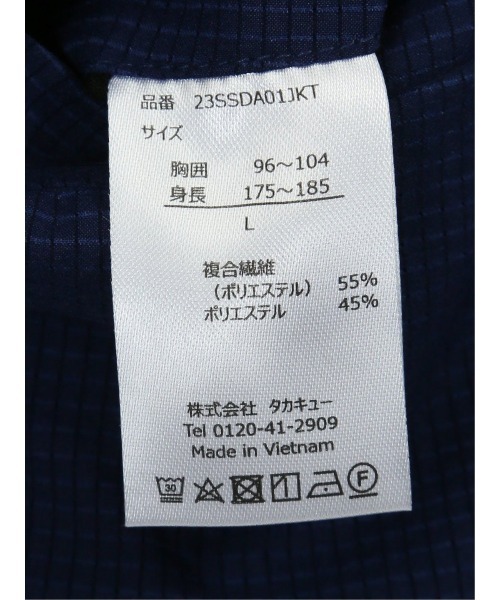 品番 23SSDA01JKT
サイズ
胸囲 96～104
身長 175～185
L
複合繊維
（ポリエステル） 55%
ポリエステル 45%
株式会社 タカキュー
Tel 0120-41-2909
Made in Vietnam
30 F